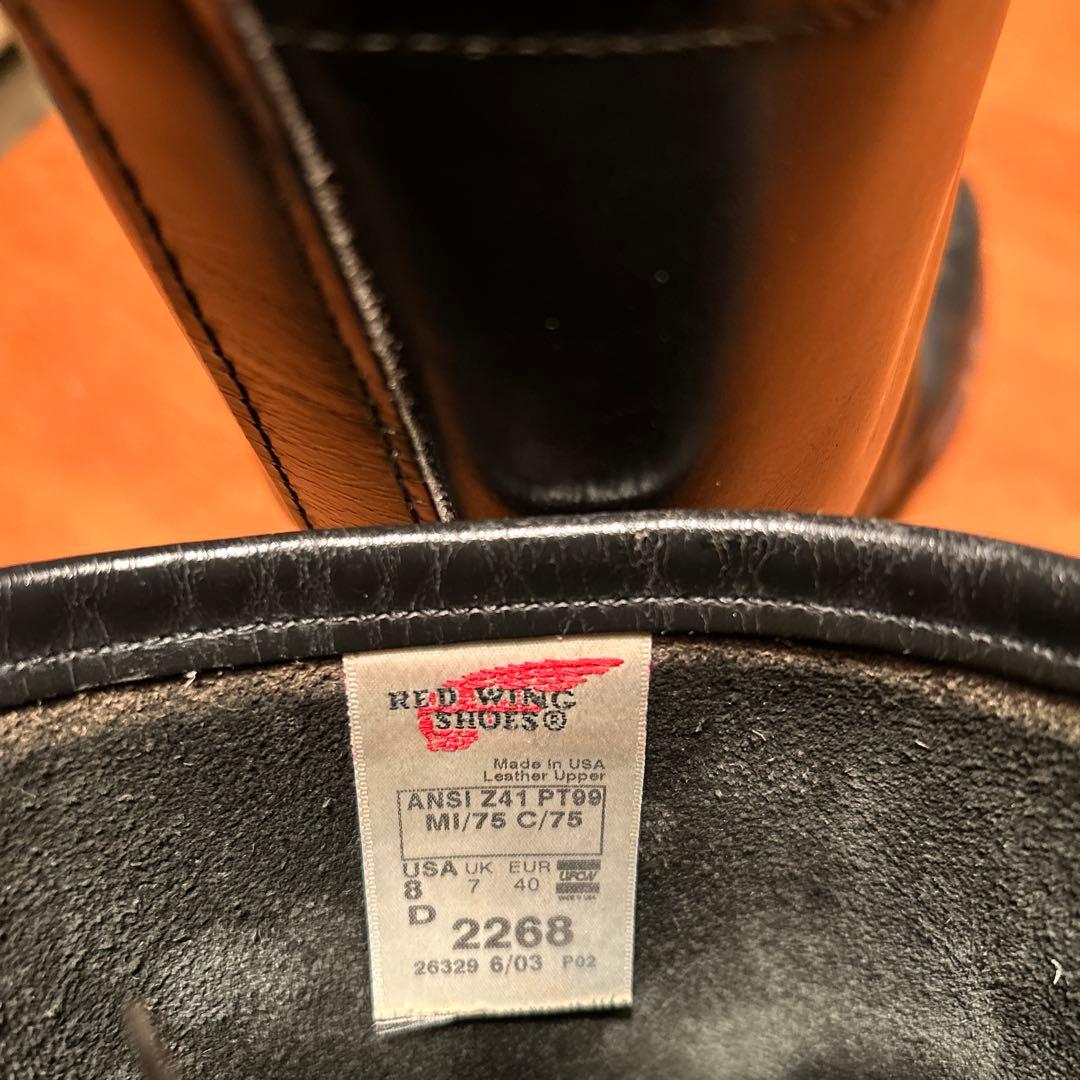 RED WING
SHOES®
Made In USA
Leather Upper
ANSI Z41 PT99
MI/75 C/75
USA UK EUR
8 7 40
UFCW
D
2268
26329 6/03 P02